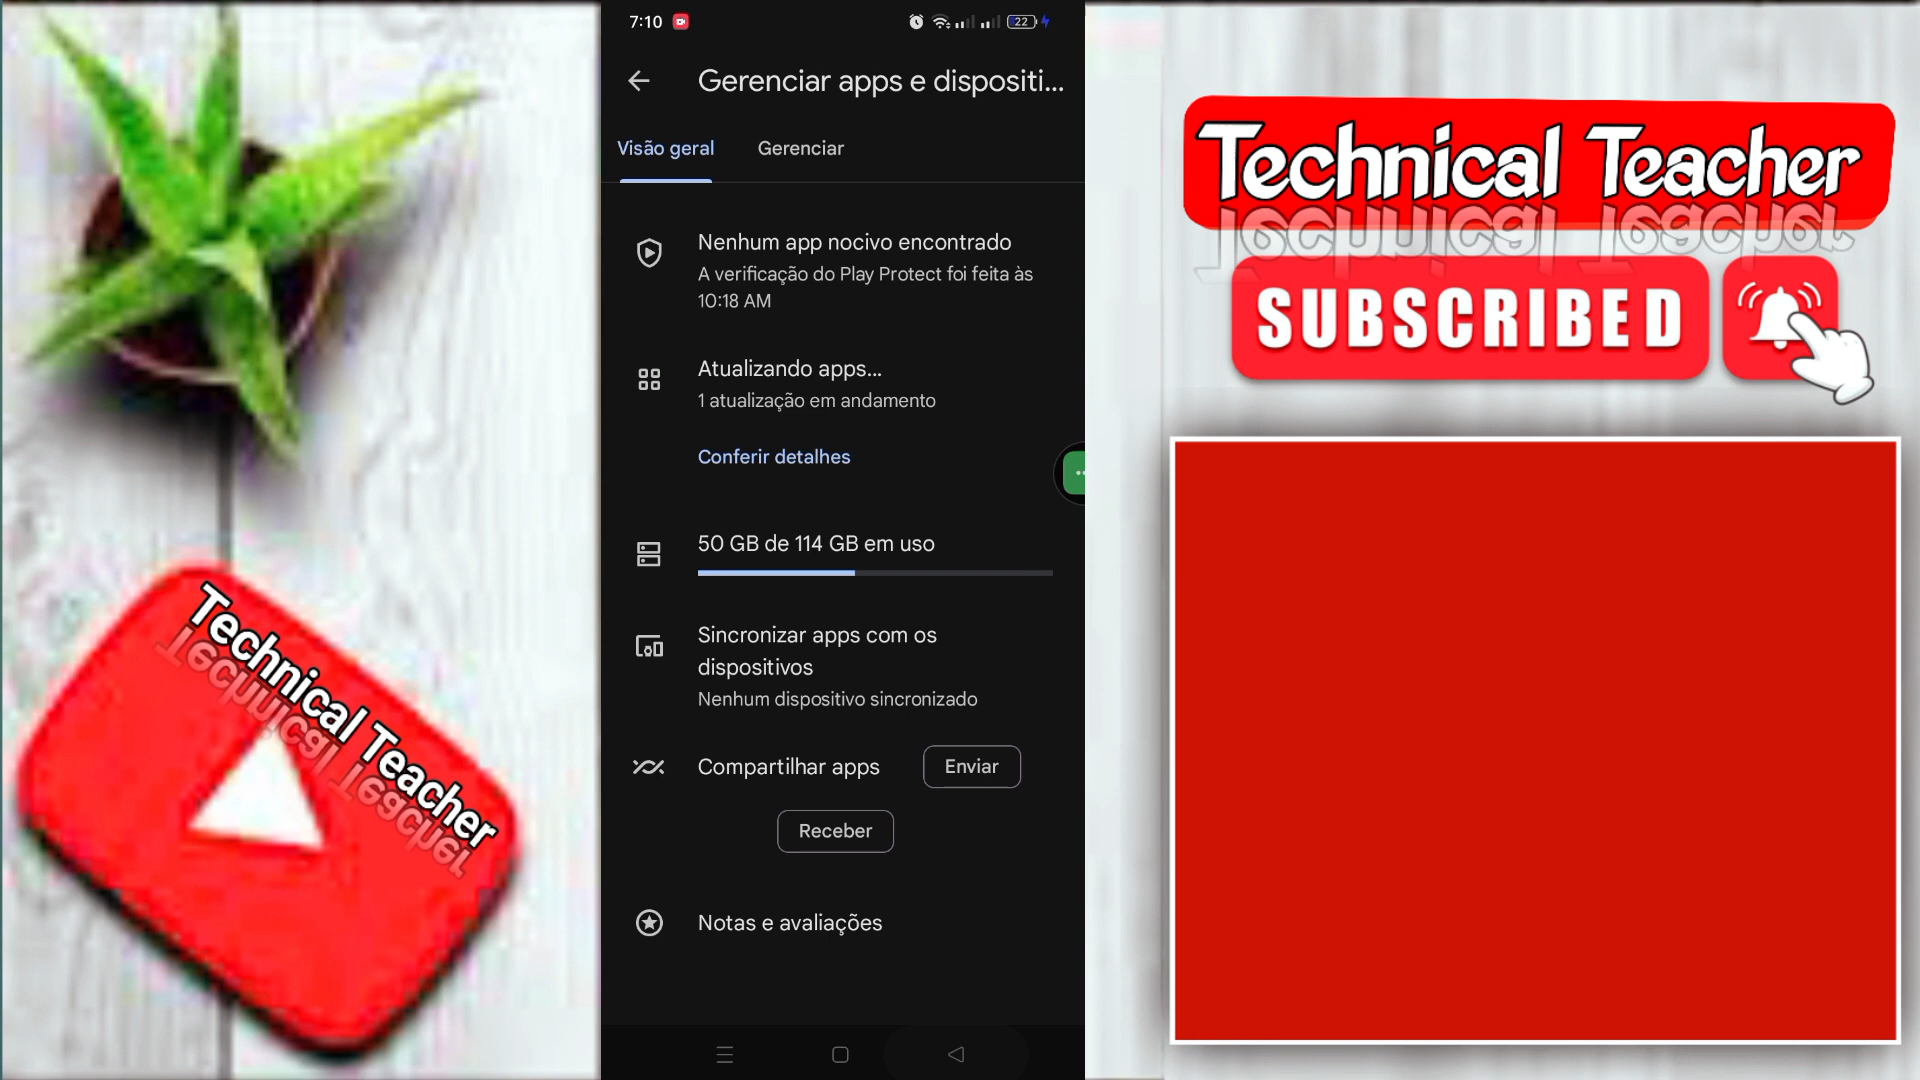 7:10
22
Gerenciar apps e dispositi...
Visão geral
Gerenciar
Nenhum app nocivo encontrado
A verificação do Play Protect foi feita às
10:18 AM
Atualizando apps...
1 atualização em andamento
Conferir detalhes
50 GB de 114 GB em uso
Sincronizar apps com os
dispositivos
Nenhum dispositivo sincronizado
Compartilhar apps
Enviar
Receber
Notas e avaliações
Technical Teacher
Technical Teacher
SUBSCRIBED